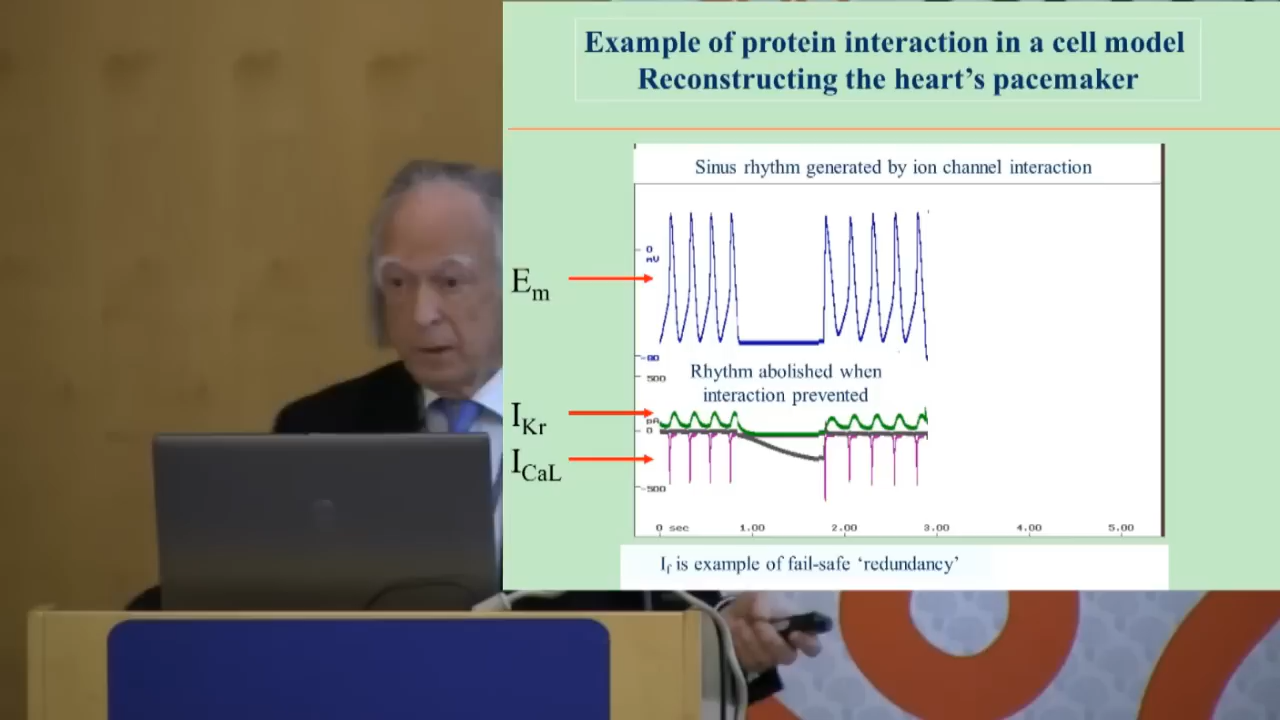 Example of protein interaction in a cell model
Reconstructing the heart's pacemaker
Sinus rhythm generated by ion channel interaction
0
mV
Em
-80
500
Rhythm abolished when
interaction prevented
IKr
pA
0
ICaL
-500
0 sec 1.00 2.00 3.00 4.00 5.00
If is example of fail-safe ‘redundancy’